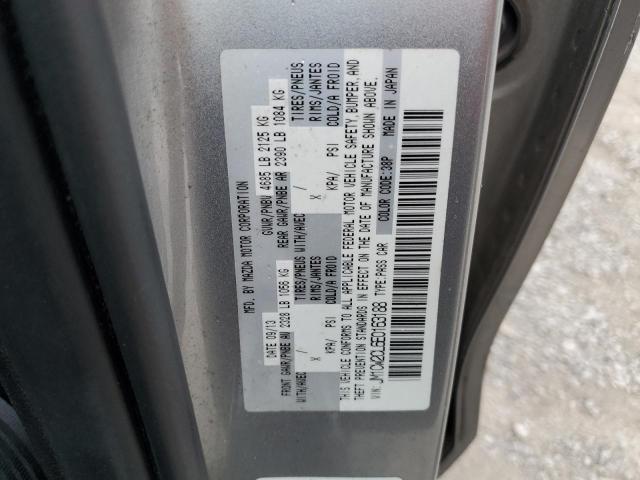 MFD. BY MAZDA MOTOR CORPORATION
DATE 09/13 GVWR/PNBV 4685 LB 2125 KG
FRONT GAWR/PNBE AV 2328 LB 1056 KG REAR GAWR/PNBE AR 2390 LB 1084 KG
WITH/AVEC TIRES/PNEUS WITH/AVEC TIRES/PNEUS
/ RIMS/JANTES / RIMS/JANTES
X KPA/ PSI COLD/A FROID X KPA/ PSI COLD/A FROID
THIS VEHICLE CONFORMS TO ALL APPLICABLE FEDERAL MOTOR VEHICLE SAFETY, BUMPER, AND
THEFT PREVENTION STANDARDS IN EFFECT ON THE DATE OF MANUFACTURE SHOWN ABOVE.
VIN: JM1CW2CL6E0163188 TYPE:PASS CAR COLOR CODE:38P MADE IN JAPAN